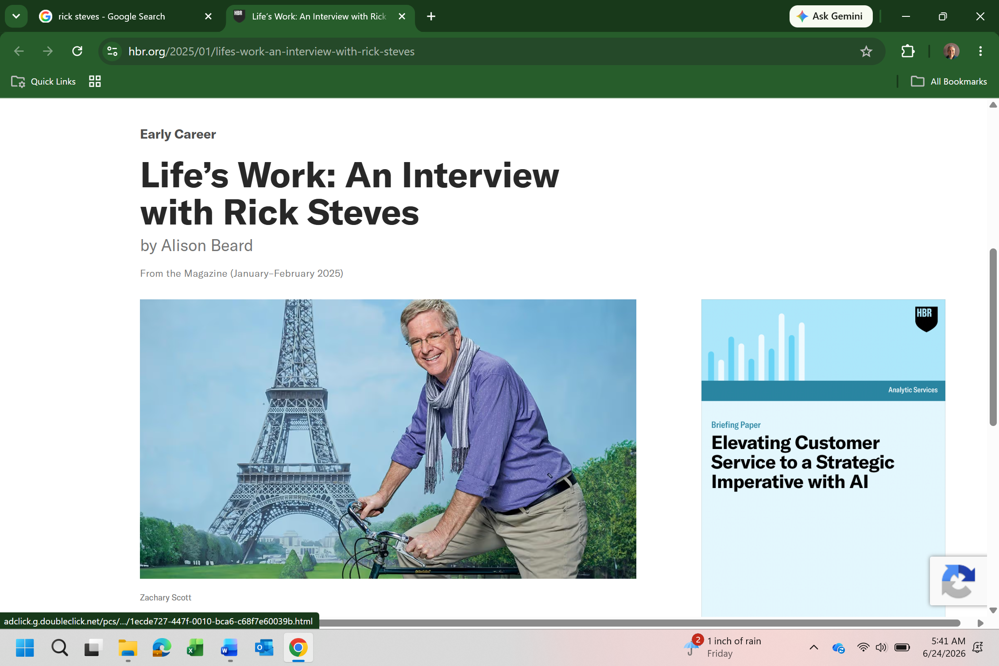 rick steves - Google Search
HBR
Life's Work: An Interview with Rick
Ask Gemini
hbr.org/2025/01/lifes-work-an-interview-with-rick-steves
Quick Links
All Bookmarks
Early Career
Life's Work: An Interview
with Rick Steves
by Alison Beard
From the Magazine (January–February 2025)
HBR
Analytic Services
Briefing Paper
Elevating Customer
Service to a Strategic
Imperative with AI
Zachary Scott
adclick.g.doubleclick.net/pcs/.../1ecde727-447f-0010-bca6-c68f7e60039b.html
2
1 inch of rain
Friday
5:41 AM
6/24/2026